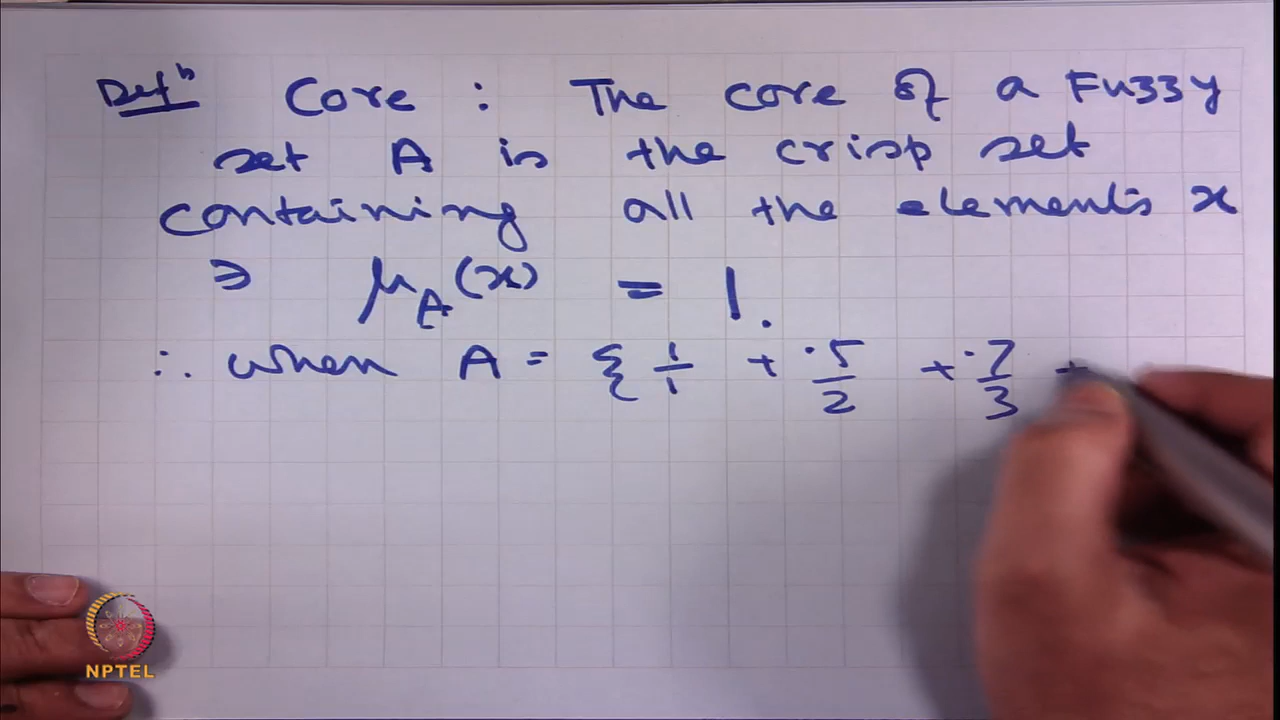 Defⁿ Core : The core of a Fuzzy
set A is the crisp set
containing all the elements x
∋ μ_A(x) = 1.
∴ when A = { 1/1 + .5/2 + .7/3 +
NPTEL